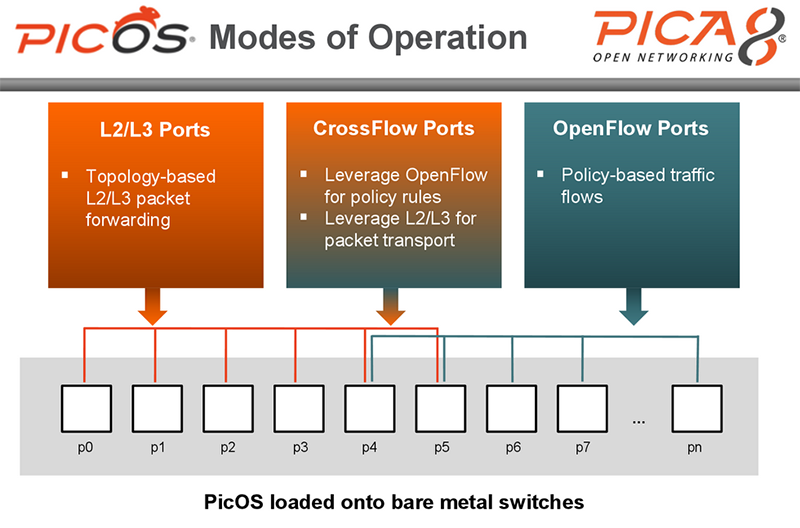 PICOS® Modes of Operation
PICA8®
OPEN NETWORKING
L2/L3 Ports
▪ Topology-based
L2/L3 packet
forwarding
CrossFlow Ports
▪ Leverage OpenFlow
for policy rules
▪ Leverage L2/L3 for
packet transport
OpenFlow Ports
▪ Policy-based traffic
flows
...
p0 p1 p2 p3 p4 p5 p6 p7 pn
PicOS loaded onto bare metal switches